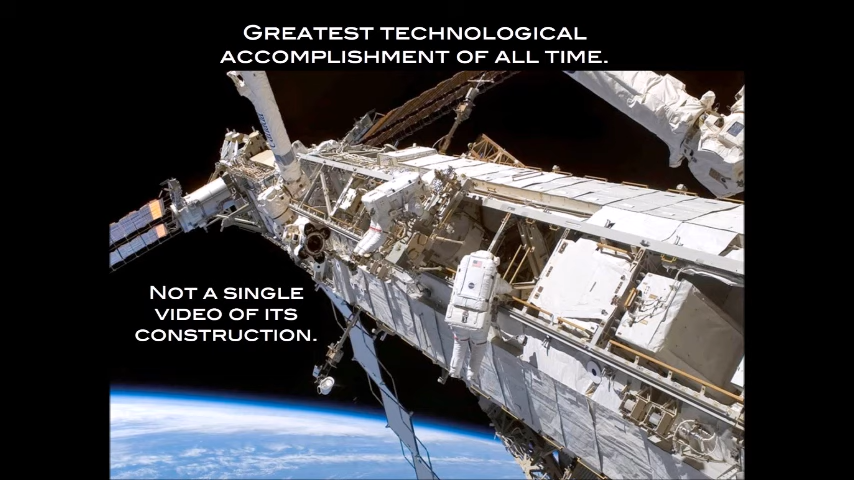 Greatest technological
accomplishment of all time.
Not a single
video of its
construction.